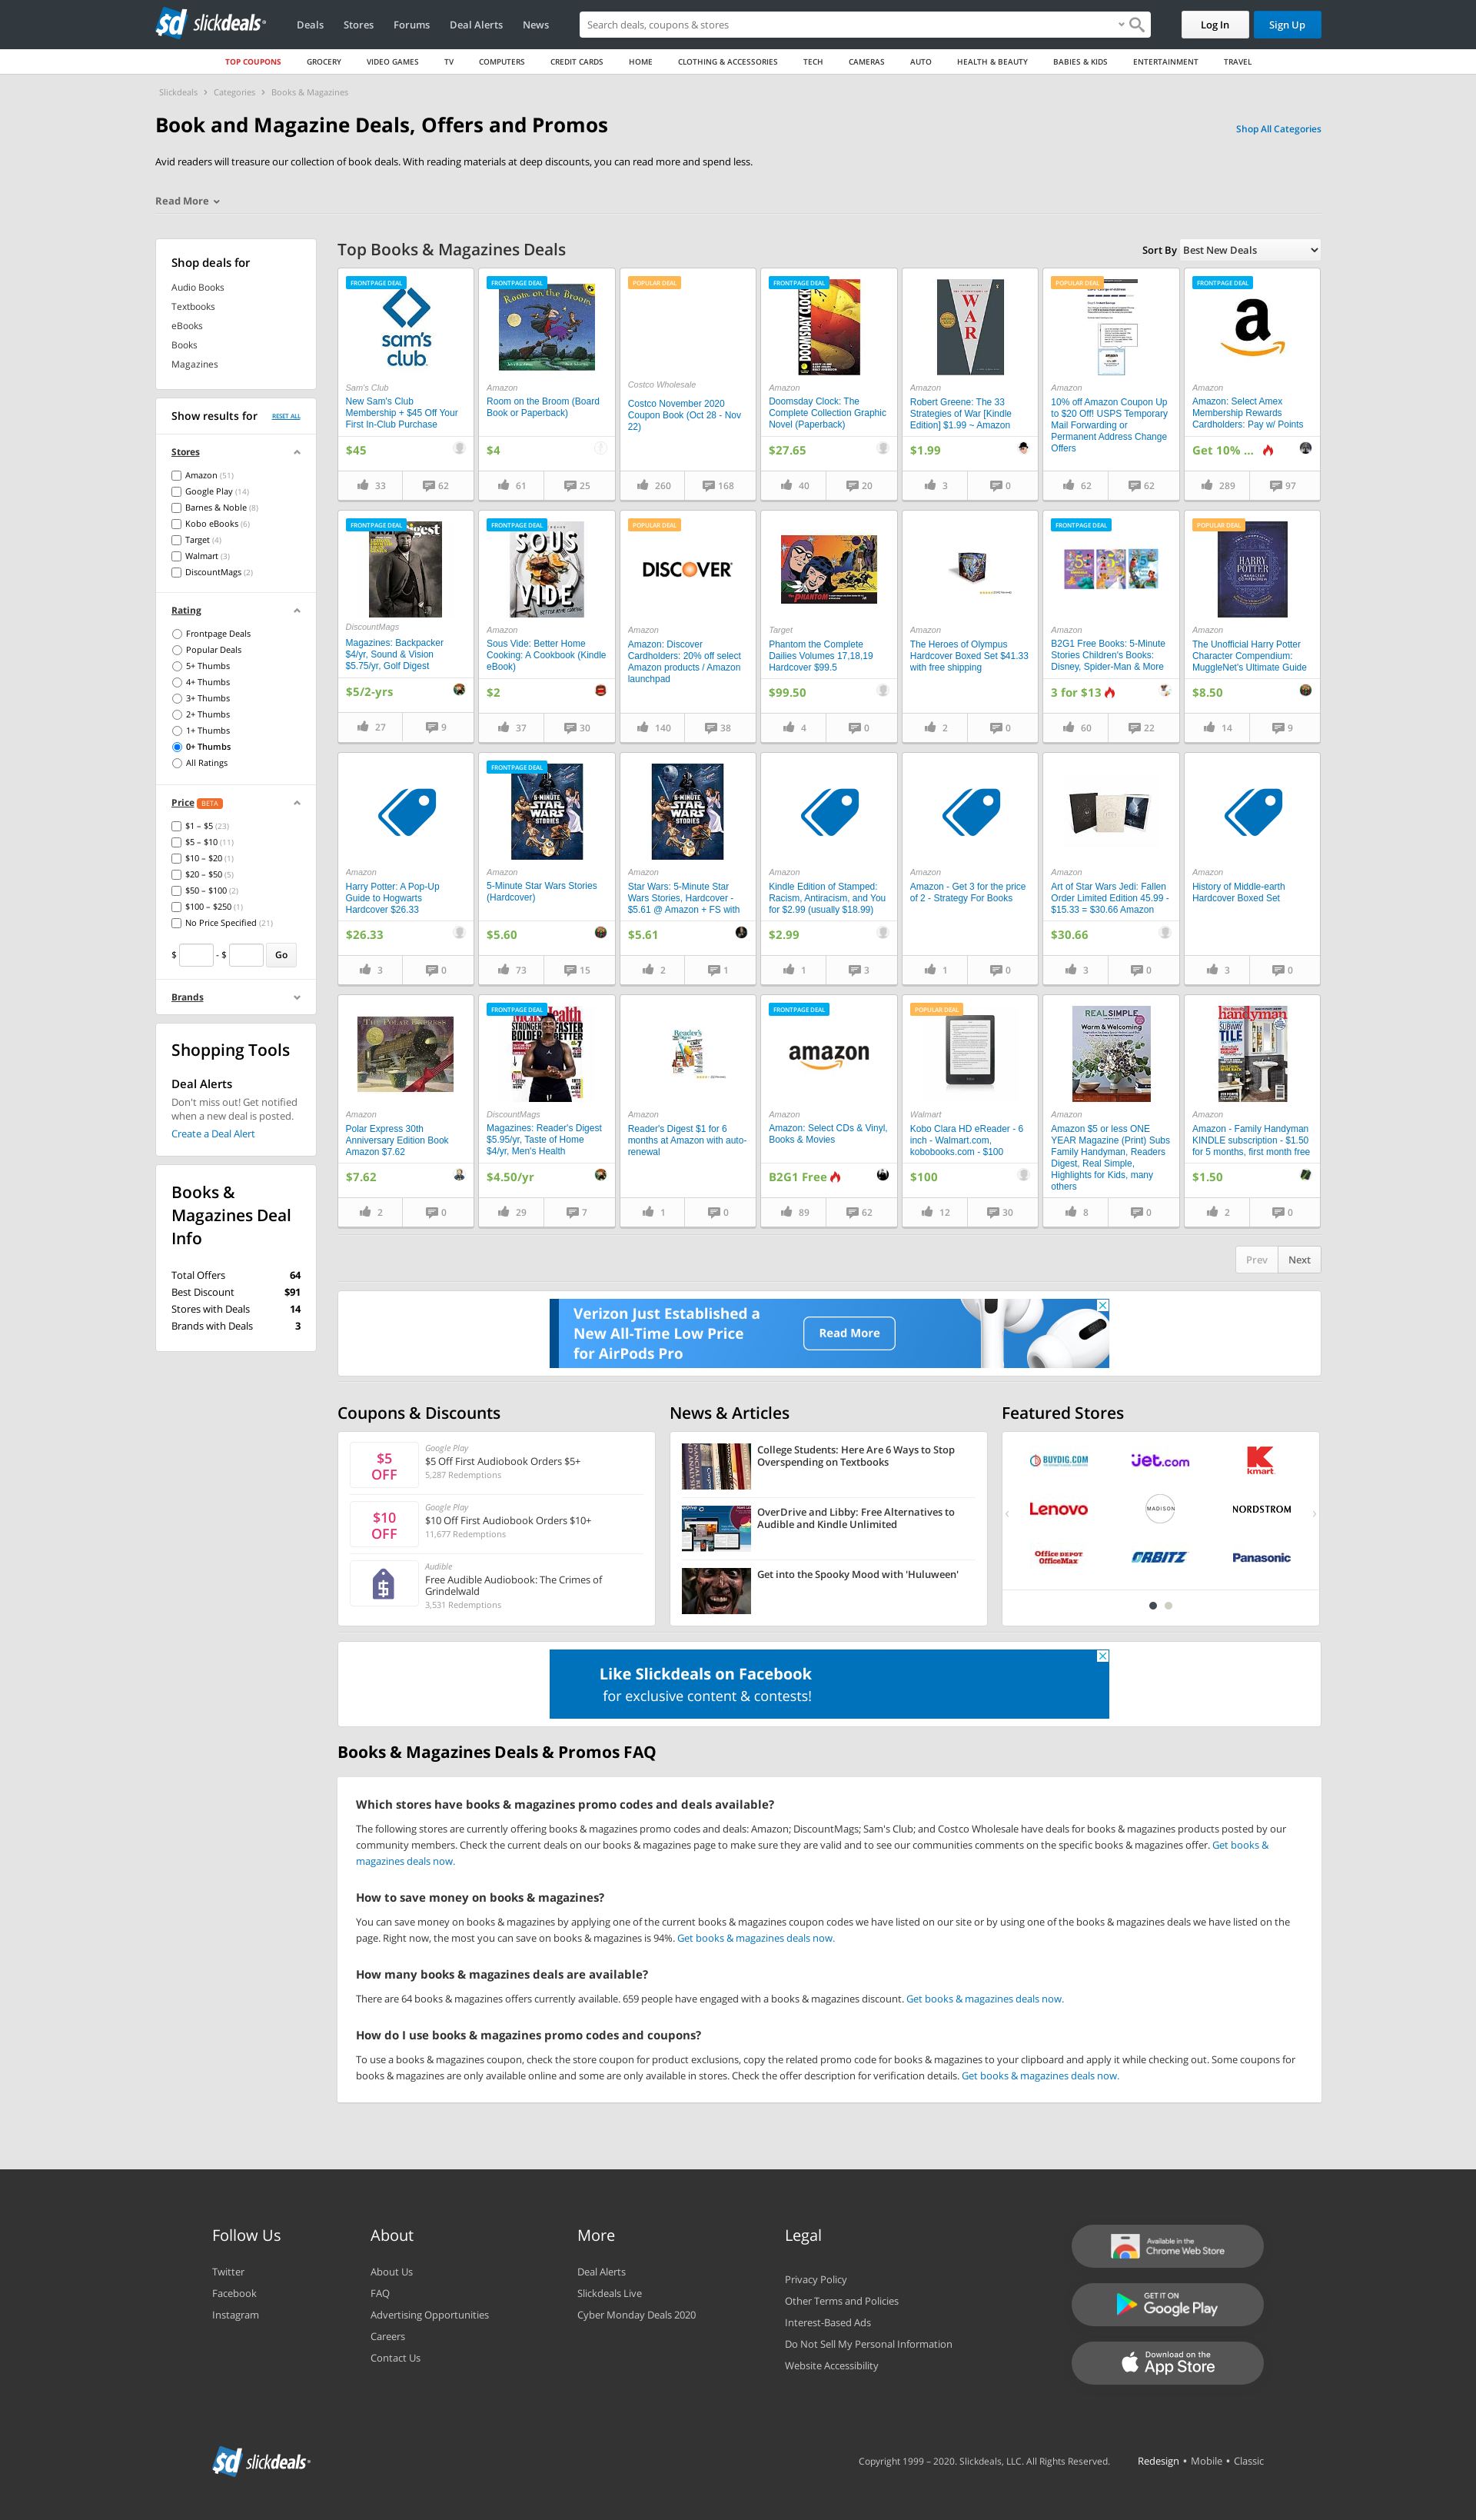 slickdeals
Deals
Stores
Forums
Deal Alerts
News
Search deals, coupons & stores
Log In
Sign Up
TOP COUPONS
GROCERY
VIDEO GAMES
TV
COMPUTERS
CREDIT CARDS
HOME
CLOTHING & ACCESSORIES
TECH
CAMERAS
AUTO
HEALTH & BEAUTY
BABIES & KIDS
ENTERTAINMENT
TRAVEL
Slickdeals > Categories > Books & Magazines
Book and Magazine Deals, Offers and Promos
Shop All Categories
Avid readers will treasure our collection of book deals. With reading materials at deep discounts, you can read more and spend less.
Read More
Shop deals for
Audio Books
Textbooks
eBooks
Books
Magazines
Show results for
RESET ALL
Stores
Amazon (51)
Google Play (14)
Barnes & Noble (8)
Kobo eBooks (6)
Target (4)
Walmart (3)
DiscountMags (2)
Rating
Frontpage Deals
Popular Deals
5+ Thumbs
4+ Thumbs
3+ Thumbs
2+ Thumbs
1+ Thumbs
0+ Thumbs
All Ratings
Price BETA
$1 – $5 (23)
$5 – $10 (11)
$10 – $20 (1)
$20 – $50 (5)
$50 – $100 (2)
$100 – $250 (1)
No Price Specified (21)
$ - $ Go
Brands
Shopping Tools
Deal Alerts
Don't miss out! Get notified
when a new deal is posted.
Create a Deal Alert
Books &
Magazines Deal
Info
Total Offers 64
Best Discount $91
Stores with Deals 14
Brands with Deals 3
Top Books & Magazines Deals
Sort By Best New Deals
FRONTPAGE DEAL
sam's club
Sam's Club
New Sam's Club
Membership + $45 Off Your
First In-Club Purchase
$45
33 62
FRONTPAGE DEAL
Room on the Broom
Amazon
Room on the Broom (Board
Book or Paperback)
$4
61 25
POPULAR DEAL
Costco Wholesale
Costco November 2020
Coupon Book (Oct 28 - Nov
22)
260 168
FRONTPAGE DEAL
DOOMSDAY CLOCK
Amazon
Doomsday Clock: The
Complete Collection Graphic
Novel (Paperback)
$27.65
40 20
WAR
Amazon
Robert Greene: The 33
Strategies of War [Kindle
Edition] $1.99 ~ Amazon
$1.99
3 0
POPULAR DEAL
Amazon
10% off Amazon Coupon Up
to $20 Off! USPS Temporary
Mail Forwarding or
Permanent Address Change
Offers
62 62
FRONTPAGE DEAL
a
Amazon
Amazon: Select Amex
Membership Rewards
Cardholders: Pay w/ Points
Get 10% ...
289 97
FRONTPAGE DEAL
DiscountMags
Magazines: Backpacker
$4/yr, Sound & Vision
$5.75/yr, Golf Digest
$5/2-yrs
27 9
FRONTPAGE DEAL
SOUS VIDE
BETTER HOME COOKING
Amazon
Sous Vide: Better Home
Cooking: A Cookbook (Kindle
eBook)
$2
37 30
POPULAR DEAL
DISCOVER
Amazon
Amazon: Discover
Cardholders: 20% off select
Amazon products / Amazon
launchpad
140 38
The PHANTOM
Target
Phantom the Complete
Dailies Volumes 17,18,19
Hardcover $99.5
$99.50
4 0
Amazon
The Heroes of Olympus
Hardcover Boxed Set $41.33
with free shipping
2 0
FRONTPAGE DEAL
Amazon
B2G1 Free Books: 5-Minute
Stories Children's Books:
Disney, Spider-Man & More
3 for $13
60 22
POPULAR DEAL
HARRY POTTER
CHARACTER COMPENDIUM
Amazon
The Unofficial Harry Potter
Character Compendium:
MuggleNet's Ultimate Guide
$8.50
14 9
Amazon
Harry Potter: A Pop-Up
Guide to Hogwarts
Hardcover $26.33
$26.33
3 0
FRONTPAGE DEAL
5-MINUTE STAR WARS STORIES
Amazon
5-Minute Star Wars Stories
(Hardcover)
$5.60
73 15
5-MINUTE STAR WARS STORIES
Amazon
Star Wars: 5-Minute Star
Wars Stories, Hardcover -
$5.61 @ Amazon + FS with
$5.61
2 1
Amazon
Kindle Edition of Stamped:
Racism, Antiracism, and You
for $2.99 (usually $18.99)
$2.99
1 3
Amazon
Amazon - Get 3 for the price
of 2 - Strategy For Books
1 0
Amazon
Art of Star Wars Jedi: Fallen
Order Limited Edition 45.99 -
$15.33 = $30.66 Amazon
$30.66
3 0
Amazon
History of Middle-earth
Hardcover Boxed Set
3 0
THE POLAR EXPRESS
Amazon
Polar Express 30th
Anniversary Edition Book
Amazon $7.62
$7.62
2 0
FRONTPAGE DEAL
Men'sHealth
DiscountMags
Magazines: Reader's Digest
$5.95/yr, Taste of Home
$4/yr, Men's Health
$4.50/yr
29 7
Reader's
Amazon
Reader's Digest $1 for 6
months at Amazon with auto-
renewal
1 0
FRONTPAGE DEAL
amazon
Amazon
Amazon: Select CDs & Vinyl,
Books & Movies
B2G1 Free
89 62
POPULAR DEAL
Walmart
Kobo Clara HD eReader - 6
inch - Walmart.com,
kobobooks.com - $100
$100
12 30
REAL SIMPLE
Warm & Welcoming
Amazon
Amazon $5 or less ONE
YEAR Magazine (Print) Subs
Family Handyman, Readers
Digest, Real Simple,
Highlights for Kids, many
others
8 0
handyman
SUBWAY TILE
Amazon
Amazon - Family Handyman
KINDLE subscription - $1.50
for 5 months, first month free
$1.50
2 0
Prev Next
Verizon Just Established a
New All-Time Low Price
for AirPods Pro
Read More
Coupons & Discounts
$5 OFF
Google Play
$5 Off First Audiobook Orders $5+
5,287 Redemptions
$10 OFF
Google Play
$10 Off First Audiobook Orders $10+
11,677 Redemptions
Audible
Free Audible Audiobook: The Crimes of
Grindelwald
3,531 Redemptions
News & Articles
College Students: Here Are 6 Ways to Stop
Overspending on Textbooks
OverDrive and Libby: Free Alternatives to
Audible and Kindle Unlimited
Get into the Spooky Mood with 'Huluween'
Featured Stores
BUYDIG.COM
jet.com
kmart
Lenovo
MADISON
NORDSTROM
Office DEPOT
OfficeMax
ORBITZ
Panasonic
Like Slickdeals on Facebook
for exclusive content & contests!
Books & Magazines Deals & Promos FAQ
Which stores have books & magazines promo codes and deals available?
The following stores are currently offering books & magazines promo codes and deals: Amazon; DiscountMags; Sam's Club; and Costco Wholesale have deals for books & magazines products posted by our
community members. Check the current deals on our books & magazines page to make sure they are valid and to see our communities comments on the specific books & magazines offer. Get books &
magazines deals now.
How to save money on books & magazines?
You can save money on books & magazines by applying one of the current books & magazines coupon codes we have listed on our site or by using one of the books & magazines deals we have listed on the
page. Right now, the most you can save on books & magazines is 94%. Get books & magazines deals now.
How many books & magazines deals are available?
There are 64 books & magazines offers currently available. 659 people have engaged with a books & magazines discount. Get books & magazines deals now.
How do I use books & magazines promo codes and coupons?
To use a books & magazines coupon, check the store coupon for product exclusions, copy the related promo code for books & magazines to your clipboard and apply it while checking out. Some coupons for
books & magazines are only available online and some are only available in stores. Check the offer description for verification details. Get books & magazines deals now.
Follow Us
Twitter
Facebook
Instagram
About
About Us
FAQ
Advertising Opportunities
Careers
Contact Us
More
Deal Alerts
Slickdeals Live
Cyber Monday Deals 2020
Legal
Privacy Policy
Other Terms and Policies
Interest-Based Ads
Do Not Sell My Personal Information
Website Accessibility
Available in the
Chrome Web Store
GET IT ON
Google Play
Download on the
App Store
slickdeals
Copyright 1999 – 2020. Slickdeals, LLC. All Rights Reserved.
Redesign • Mobile • Classic